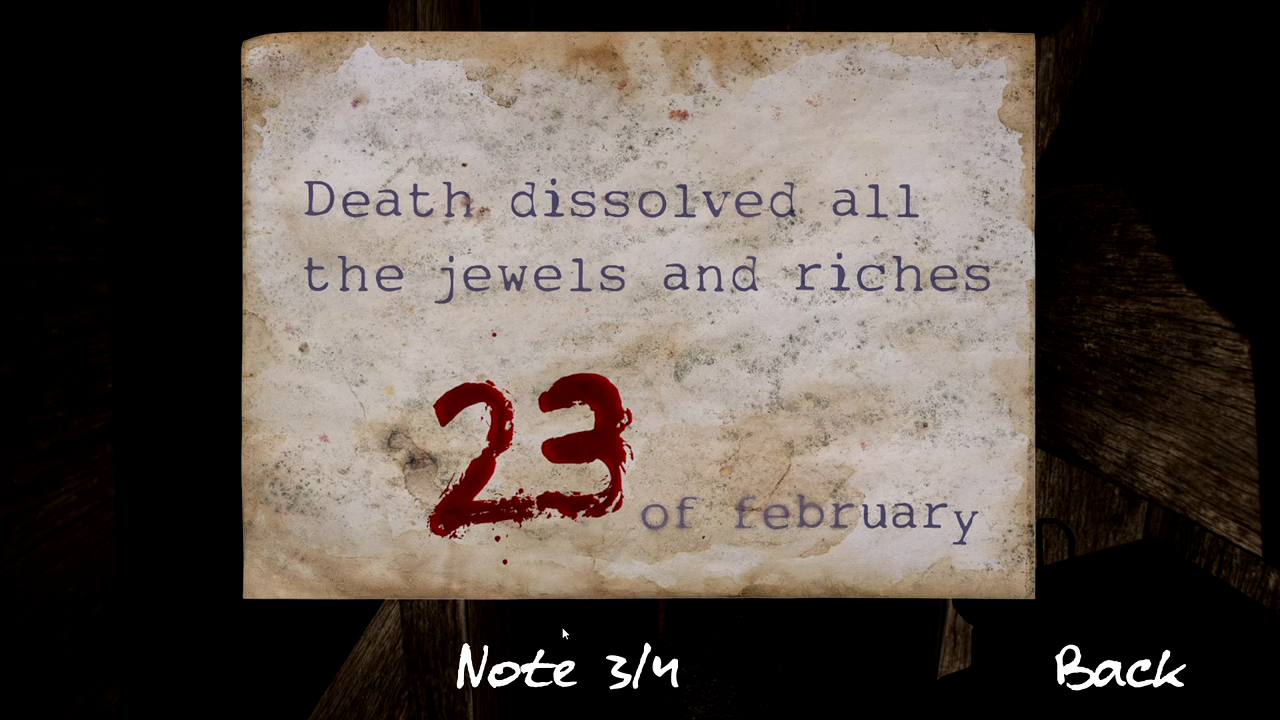 Death dissolved all
the jewels and riches
23 of february
Note 3/4 Back